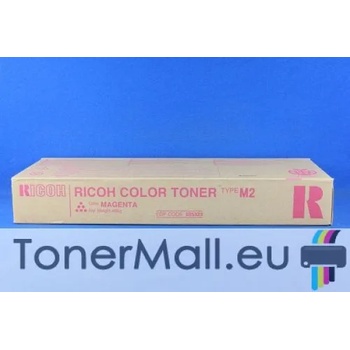 RICOH
RICOH COLOR TONER TYPE M2
MAGENTA
R
TonerMall.eu